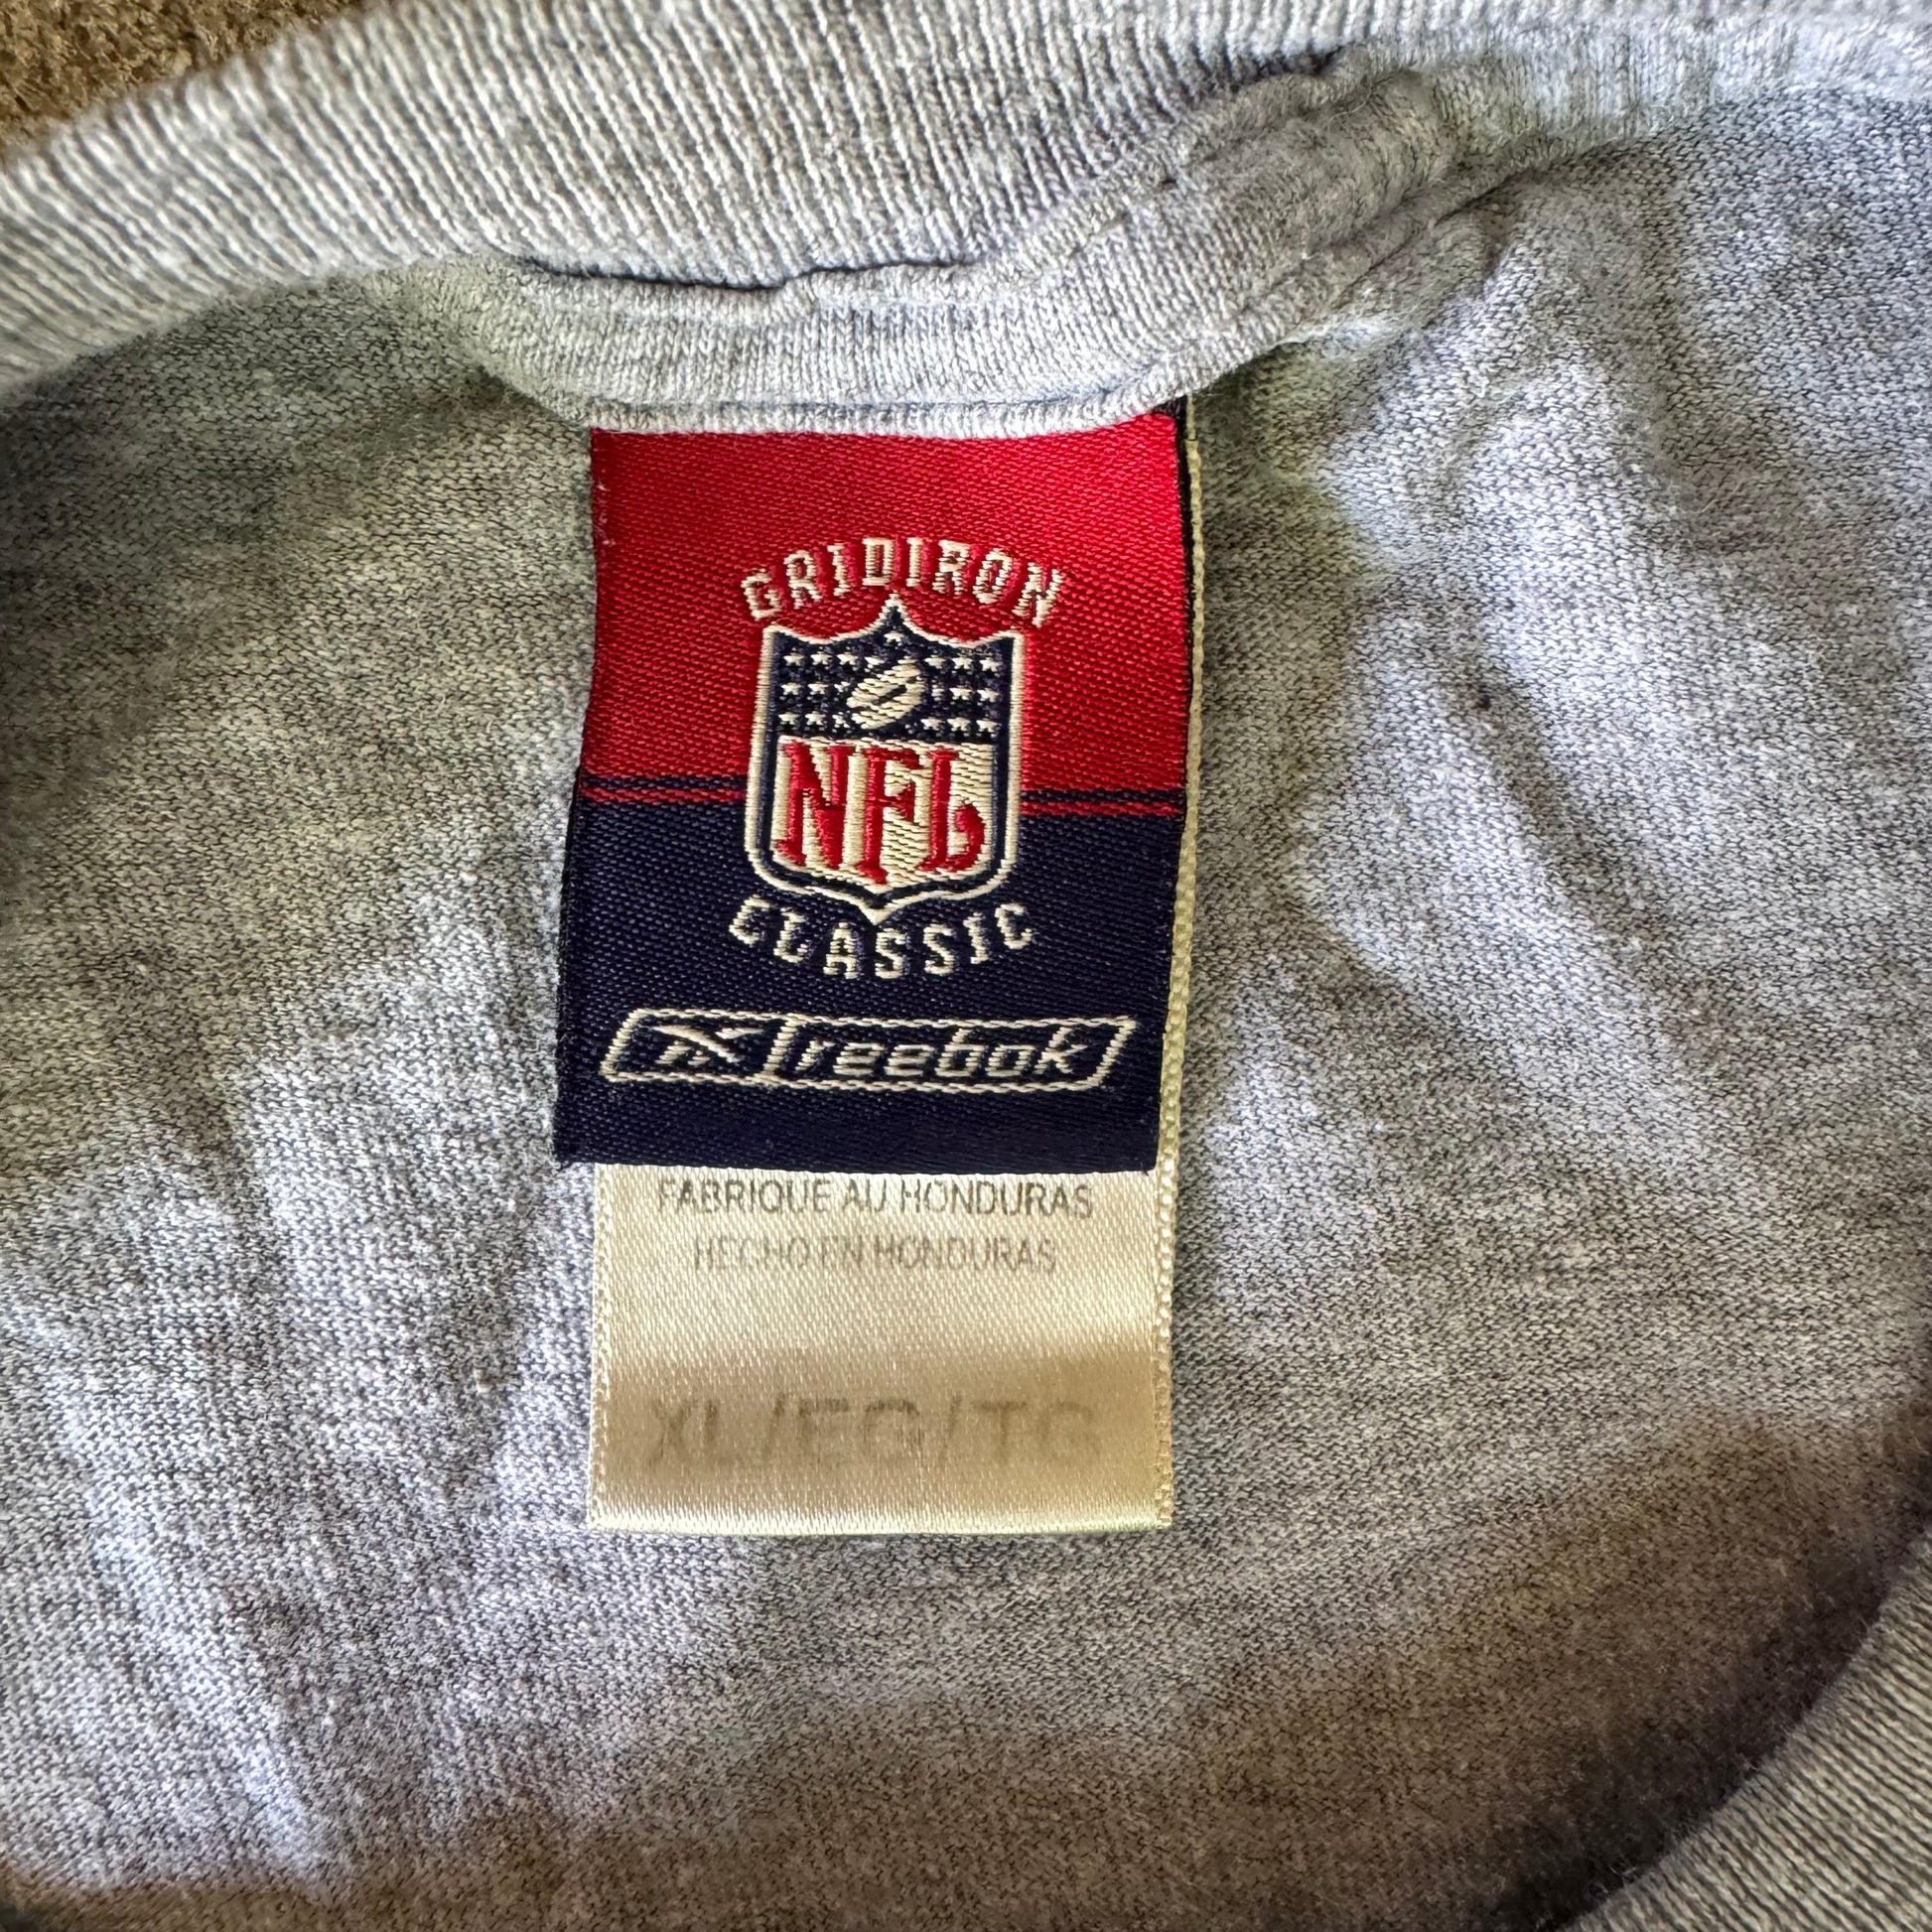 GRIDIRON
NFL
CLASSIC
Reebok
FABRIQUE AU HONDURAS
HECHO EN HONDURAS
XL/EG/TG